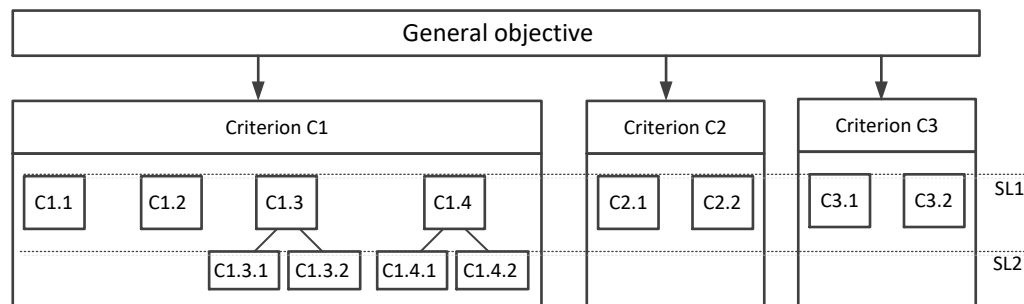 General objective
Criterion C1
Criterion C2
Criterion C3
C1.1 C1.2 C1.3 C1.4 C2.1 C2.2 C3.1 C3.2 SL1
C1.3.1 C1.3.2 C1.4.1 C1.4.2 SL2